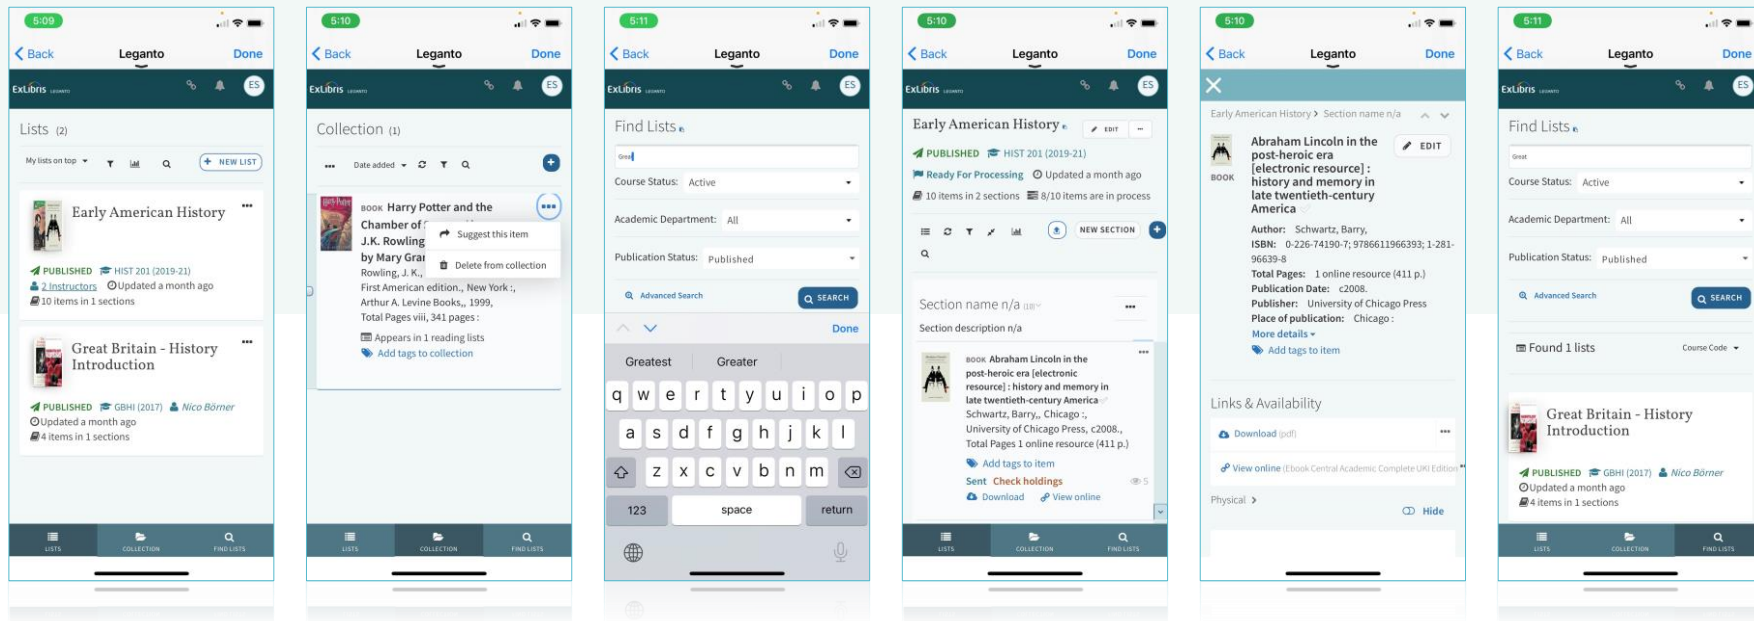 5:09
Back Leganto Done
ExLibris LEGANTO ES
Lists (2)
My lists on top + NEW LIST
Early American History
PUBLISHED HIST 201 (2019-21)
2 Instructors Updated a month ago
10 items in 1 sections
Great Britain - History
Introduction
PUBLISHED GBHI (2017) Nico Börner
Updated a month ago
4 items in 1 sections
LISTS COLLECTION FIND LISTS
5:10
Back Leganto Done
ExLibris LEGANTO ES
Collection (1)
Date added
BOOK Harry Potter and the
Chamber of
J.K. Rowling
by Mary Gran
Suggest this item
Delete from collection
Rowling, J. K.,
First American edition., New York :,
Arthur A. Levine Books,, 1999,
Total Pages viii, 341 pages :
Appears in 1 reading lists
Add tags to collection
LISTS COLLECTION FIND LISTS
5:11
Back Leganto Done
ExLibris LEGANTO ES
Find Lists
Great
Course Status: Active
Academic Department: All
Publication Status: Published
Advanced Search SEARCH
Done
Greatest Greater
q w e r t y u i o p
a s d f g h j k l
z x c v b n m
123 space return
5:10
Back Leganto Done
ExLibris LEGANTO ES
Early American History EDIT
PUBLISHED HIST 201 (2019-21)
Ready For Processing Updated a month ago
10 items in 2 sections 8/10 items are in process
NEW SECTION
Section name n/a (10)
Section description n/a
BOOK Abraham Lincoln in the
post-heroic era [electronic
resource] : history and memory in
late twentieth-century America
Schwartz, Barry,, Chicago :,
University of Chicago Press, c2008.,
Total Pages 1 online resource (411 p.)
Add tags to item
Sent Check holdings 5
Download View online
LISTS COLLECTION FIND LISTS
5:10
Back Leganto Done
Early American History > Section name n/a
BOOK
Abraham Lincoln in the
post-heroic era
[electronic resource] :
history and memory in
late twentieth-century
America
EDIT
Author: Schwartz, Barry,
ISBN: 0-226-74190-7; 9786611966393; 1-281-
96639-8
Total Pages: 1 online resource (411 p.)
Publication Date: c2008.
Publisher: University of Chicago Press
Place of publication: Chicago :
More details
Add tags to item
Links & Availability
Download (pdf)
View online (Ebook Central Academic Complete UKI Edition
Physical >
Hide
5:11
Back Leganto Done
ExLibris LEGANTO ES
Find Lists
Great
Course Status: Active
Academic Department: All
Publication Status: Published
Advanced Search SEARCH
Found 1 lists Course Code
Great Britain - History
Introduction
PUBLISHED GBHI (2017) Nico Börner
Updated a month ago
4 items in 1 sections
LISTS COLLECTION FIND LISTS